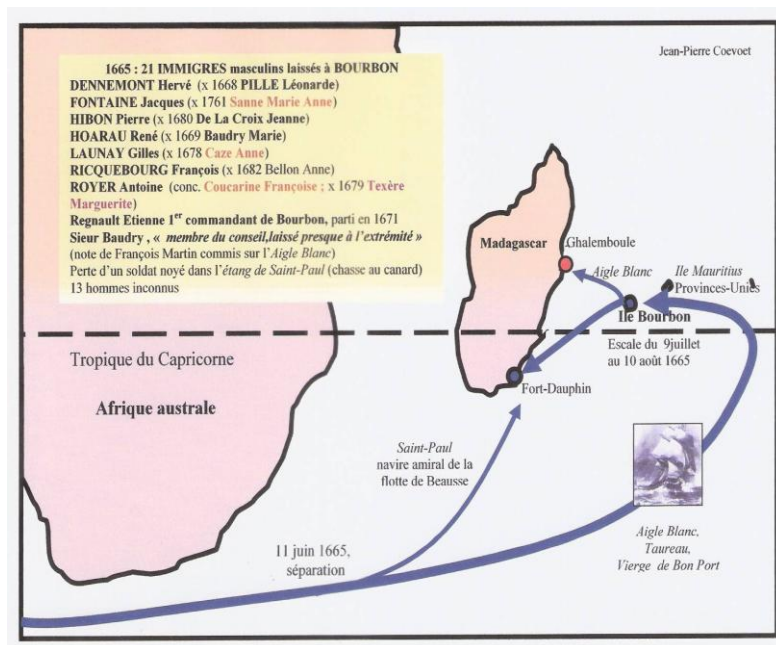 Jean-Pierre Coevoet
1665 : 21 IMMIGRES masculins laissés à BOURBON
DENNEMONT Hervé (x 1668 PILLE Léonarde)
FONTAINE Jacques (x 1761 Sanne Marie Anne)
HIBON Pierre (x 1680 De La Croix Jeanne)
HOARAU René (x 1669 Baudry Marie)
LAUNAY Gilles (x 1678 Caze Anne)
RICQUEBOURG François (x 1682 Bellon Anne)
ROYER Antoine (conc. Coucarine Françoise ; x 1679 Texère
Marguerite)
Regnault Etienne 1er commandant de Bourbon, parti en 1671
Sieur Baudry , « membre du conseil,laissé presque à l'extrémité »
(note de François Martin commis sur l'Aigle Blanc)
Perte d'un soldat noyé dans l'étang de Saint-Paul (chasse au canard)
13 hommes inconnus
Madagascar
Ghalemboule
Aigle Blanc
Ile Mauritius
Provinces-Unies
Ile Bourbon
Escale du 9juillet
au 10 août 1665
Tropique du Capricorne
Afrique australe
Fort-Dauphin
Saint-Paul
navire amiral de la
flotte de Beausse
11 juin 1665,
séparation
Aigle Blanc,
Taureau,
Vierge de Bon Port